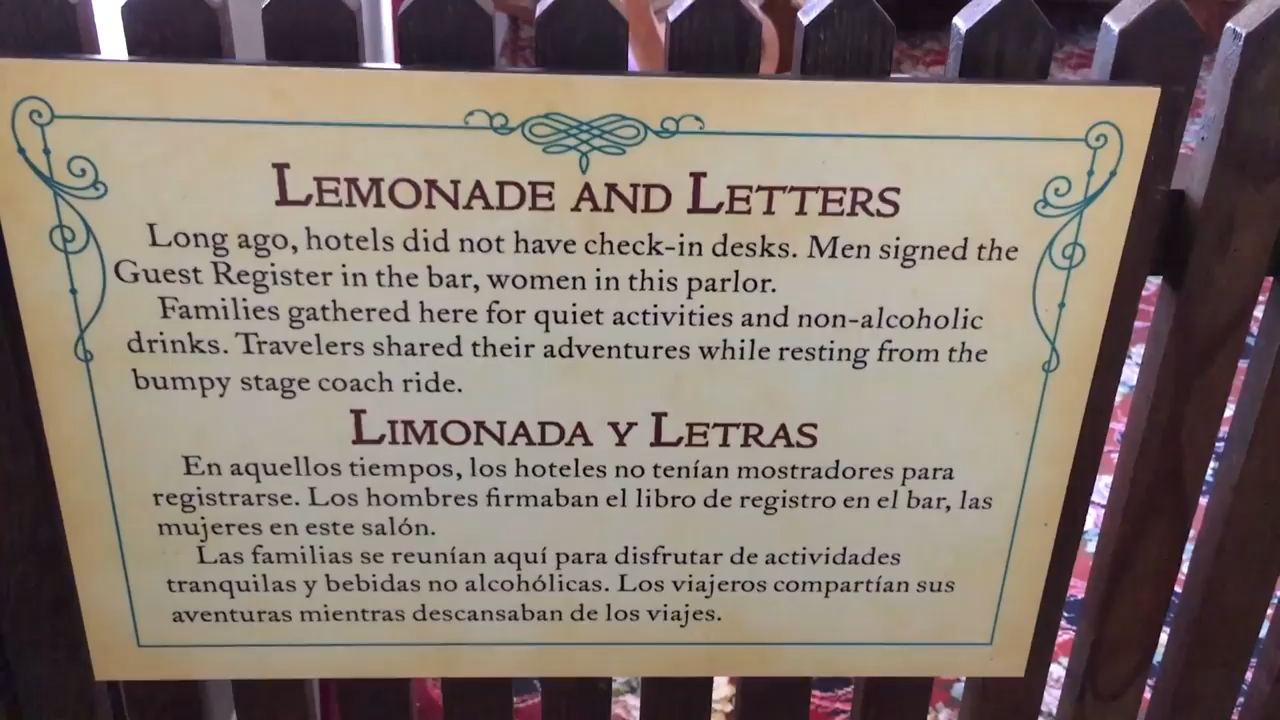 LEMONADE AND LETTERS
Long ago, hotels did not have check-in desks. Men signed the
Guest Register in the bar, women in this parlor.
Families gathered here for quiet activities and non-alcoholic
drinks. Travelers shared their adventures while resting from the
bumpy stage coach ride.
LIMONADA Y LETRAS
En aquellos tiempos, los hoteles no tenían mostradores para
registrarse. Los hombres firmaban el libro de registro en el bar, las
mujeres en este salón.
Las familias se reunían aquí para disfrutar de actividades
tranquilas y bebidas no alcohólicas. Los viajeros compartían sus
aventuras mientras descansaban de los viajes.